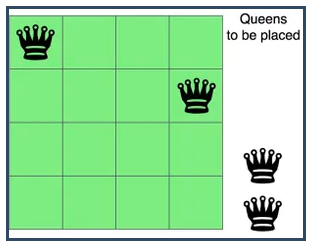 Queens
to be placed